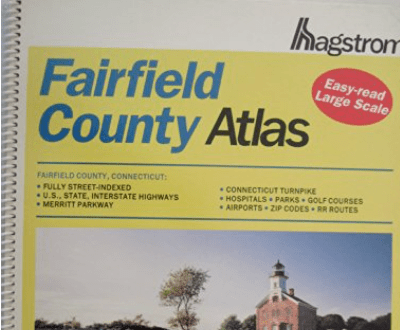 Hagstrom
Fairfield
County Atlas
Easy-read
Large Scale
FAIRFIELD COUNTY, CONNECTICUT:
• FULLY STREET-INDEXED
• U.S., STATE, INTERSTATE HIGHWAYS
• MERRITT PARKWAY
• CONNECTICUT TURNPIKE
• HOSPITALS • PARKS • GOLF COURSES
• AIRPORTS • ZIP CODES • RR ROUTES